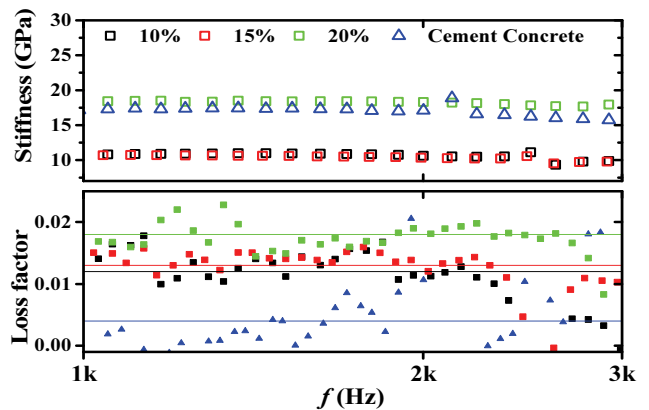 10% 15% 20% Cement Concrete
Stiffness (GPa)
30
25
20
15
10
Loss factor
0.02
0.01
0.00
1k 2k 3k
f (Hz)